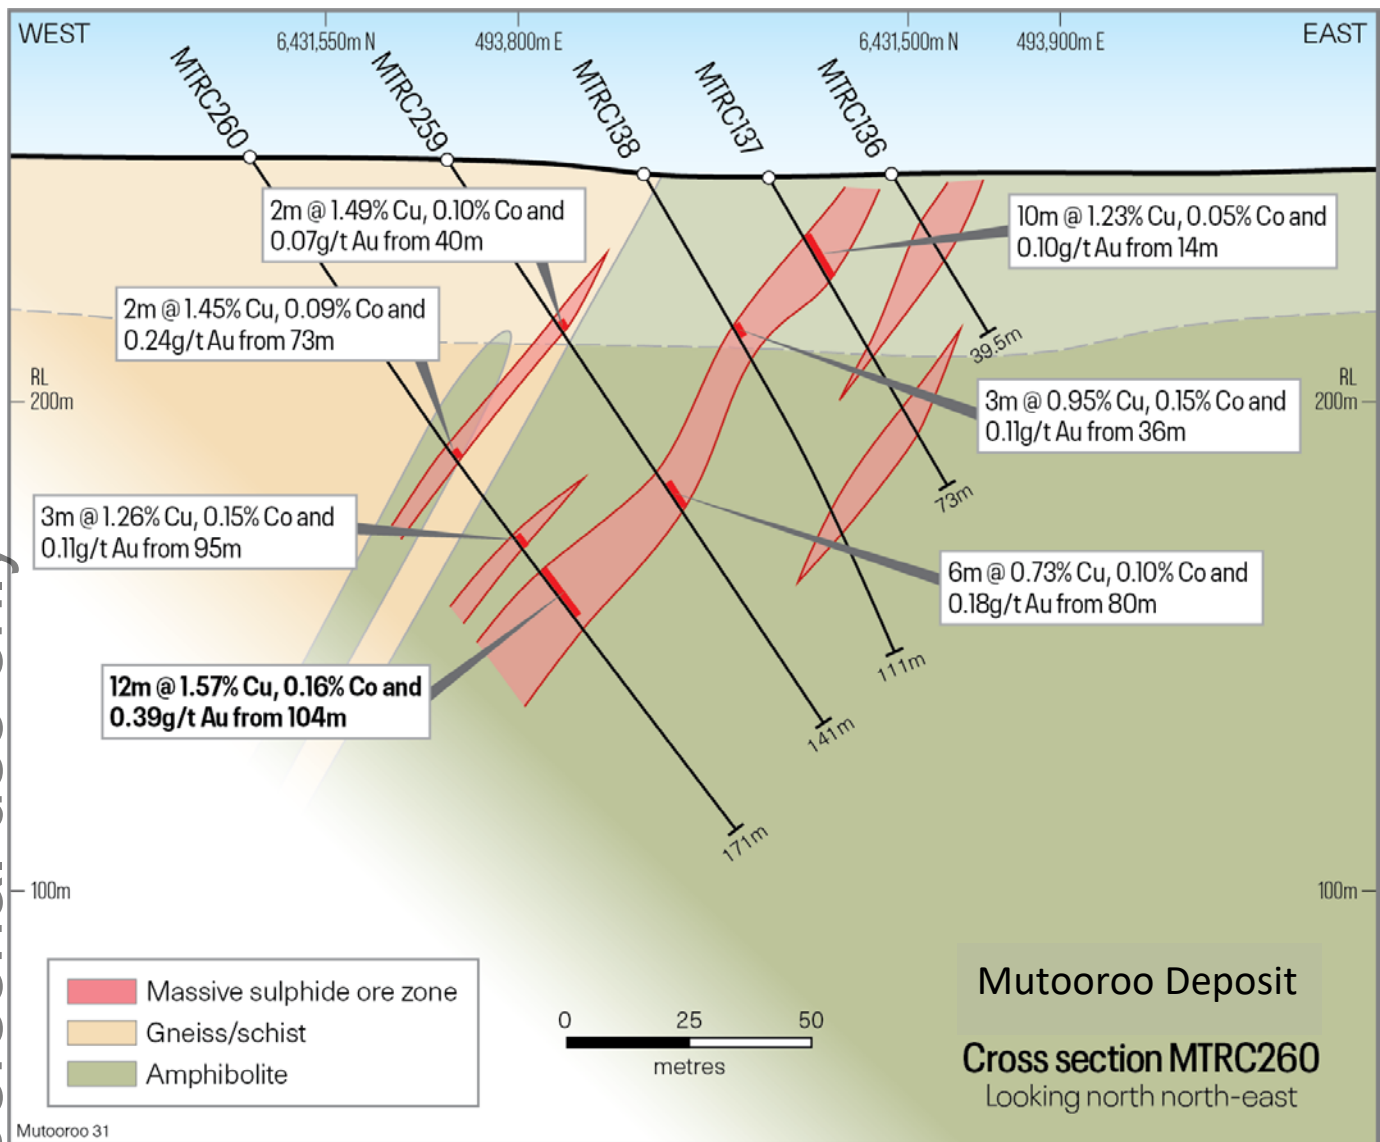 WEST
6,431,550m N
493,800m E
6,431,500m N
493,900m E
EAST
MTRC260
MTRC259
MTRC138
MTRC137
MTRC136
2m @ 1.49% Cu, 0.10% Co and
0.07g/t Au from 40m
10m @ 1.23% Cu, 0.05% Co and
0.10g/t Au from 14m
2m @ 1.45% Cu, 0.09% Co and
0.24g/t Au from 73m
39.5m
RL
200m
RL
200m
3m @ 0.95% Cu, 0.15% Co and
0.11g/t Au from 36m
73m
3m @ 1.26% Cu, 0.15% Co and
0.11g/t Au from 95m
6m @ 0.73% Cu, 0.10% Co and
0.18g/t Au from 80m
111m
12m @ 1.57% Cu, 0.16% Co and
0.39g/t Au from 104m
141m
171m
100m
100m
Massive sulphide ore zone
Gneiss/schist
Amphibolite
0 25 50
metres
Mutooroo Deposit
Cross section MTRC260
Looking north north-east
Mutooroo 31